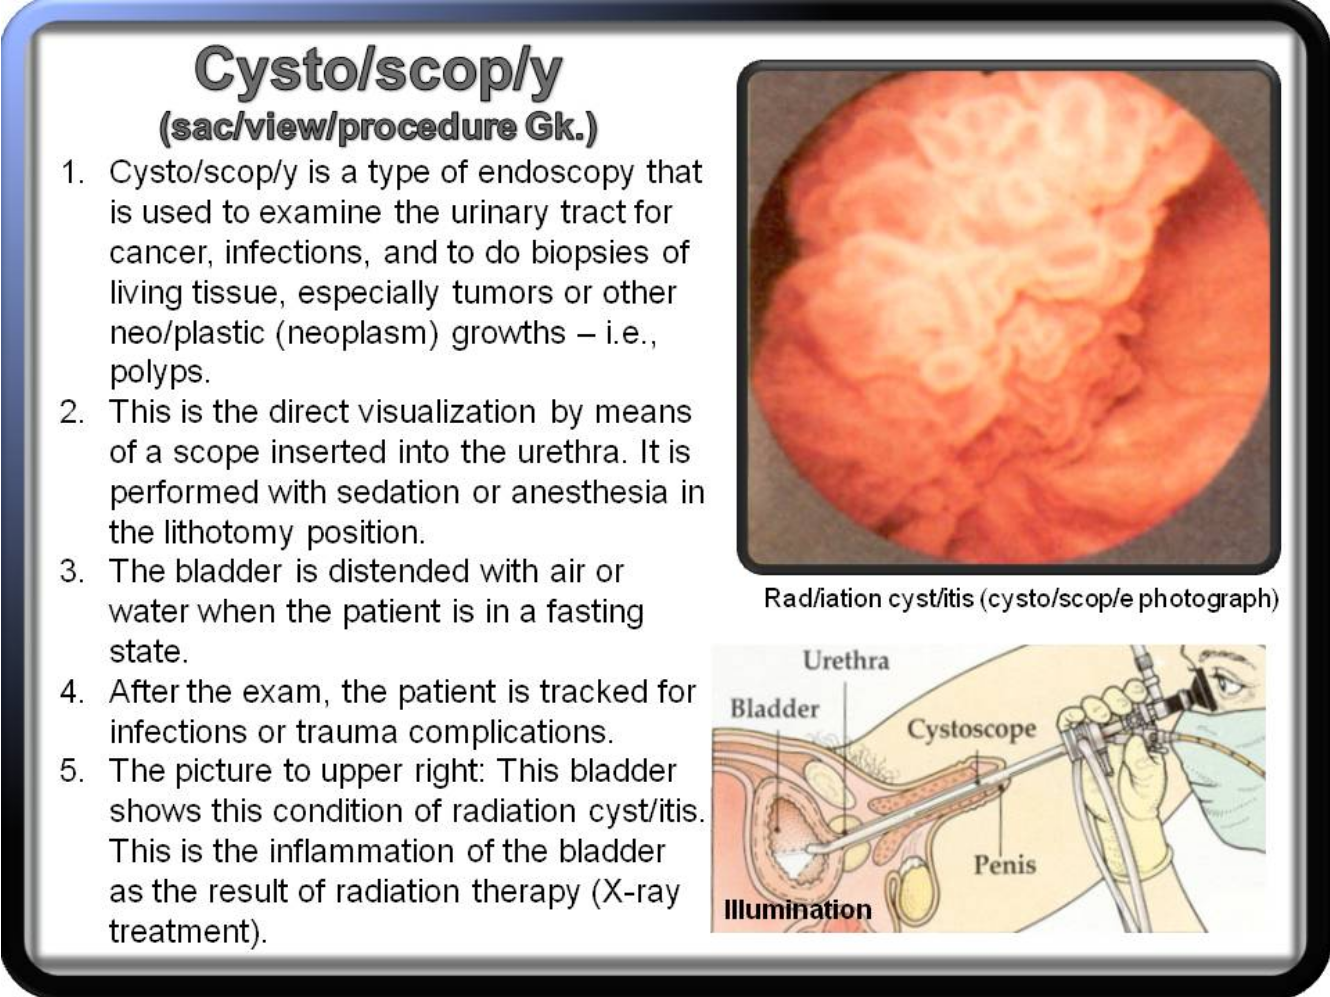 Cysto/scop/y
(sac/view/procedure Gk.)
1. Cysto/scop/y is a type of endoscopy that
is used to examine the urinary tract for
cancer, infections, and to do biopsies of
living tissue, especially tumors or other
neo/plastic (neoplasm) growths – i.e.,
polyps.
2. This is the direct visualization by means
of a scope inserted into the urethra. It is
performed with sedation or anesthesia in
the lithotomy position.
3. The bladder is distended with air or
water when the patient is in a fasting
state.
4. After the exam, the patient is tracked for
infections or trauma complications.
5. The picture to upper right: This bladder
shows this condition of radiation cyst/itis.
This is the inflammation of the bladder
as the result of radiation therapy (X-ray
treatment).
Rad/iation cyst/itis (cysto/scop/e photograph)
Urethra
Bladder
Cystoscope
Penis
Illumination